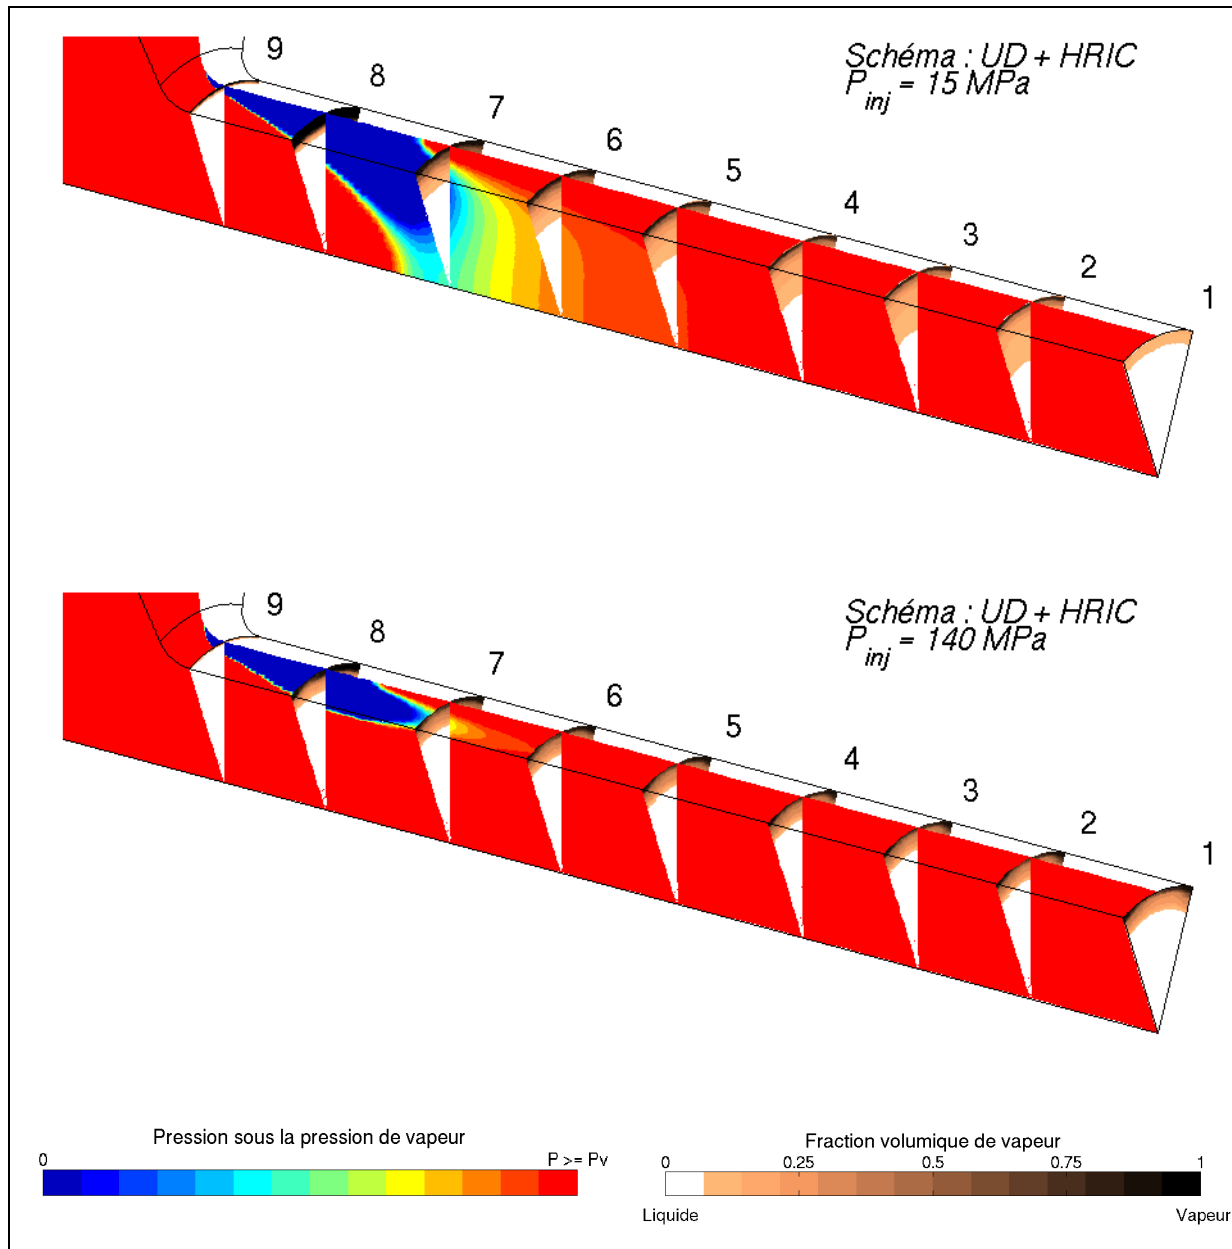 9
8
7
6
5
4
3
2
1
Schéma : UD + HRIC
P inj = 15 MPa
9
8
7
6
5
4
3
2
1
Schéma : UD + HRIC
P inj = 140 MPa
Pression sous la pression de vapeur
0
P >= Pv
Fraction volumique de vapeur
0 0.25 0.5 0.75 1
Liquide
Vapeur